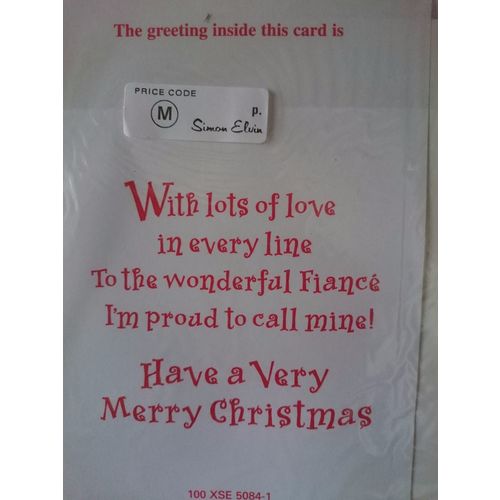 The greeting inside this card is
PRICE CODE
M
p.
Simon Elvin
With lots of love
in every line
To the wonderful Fiancé
I'm proud to call mine!
Have a Very
Merry Christmas
100 XSE 5084-1